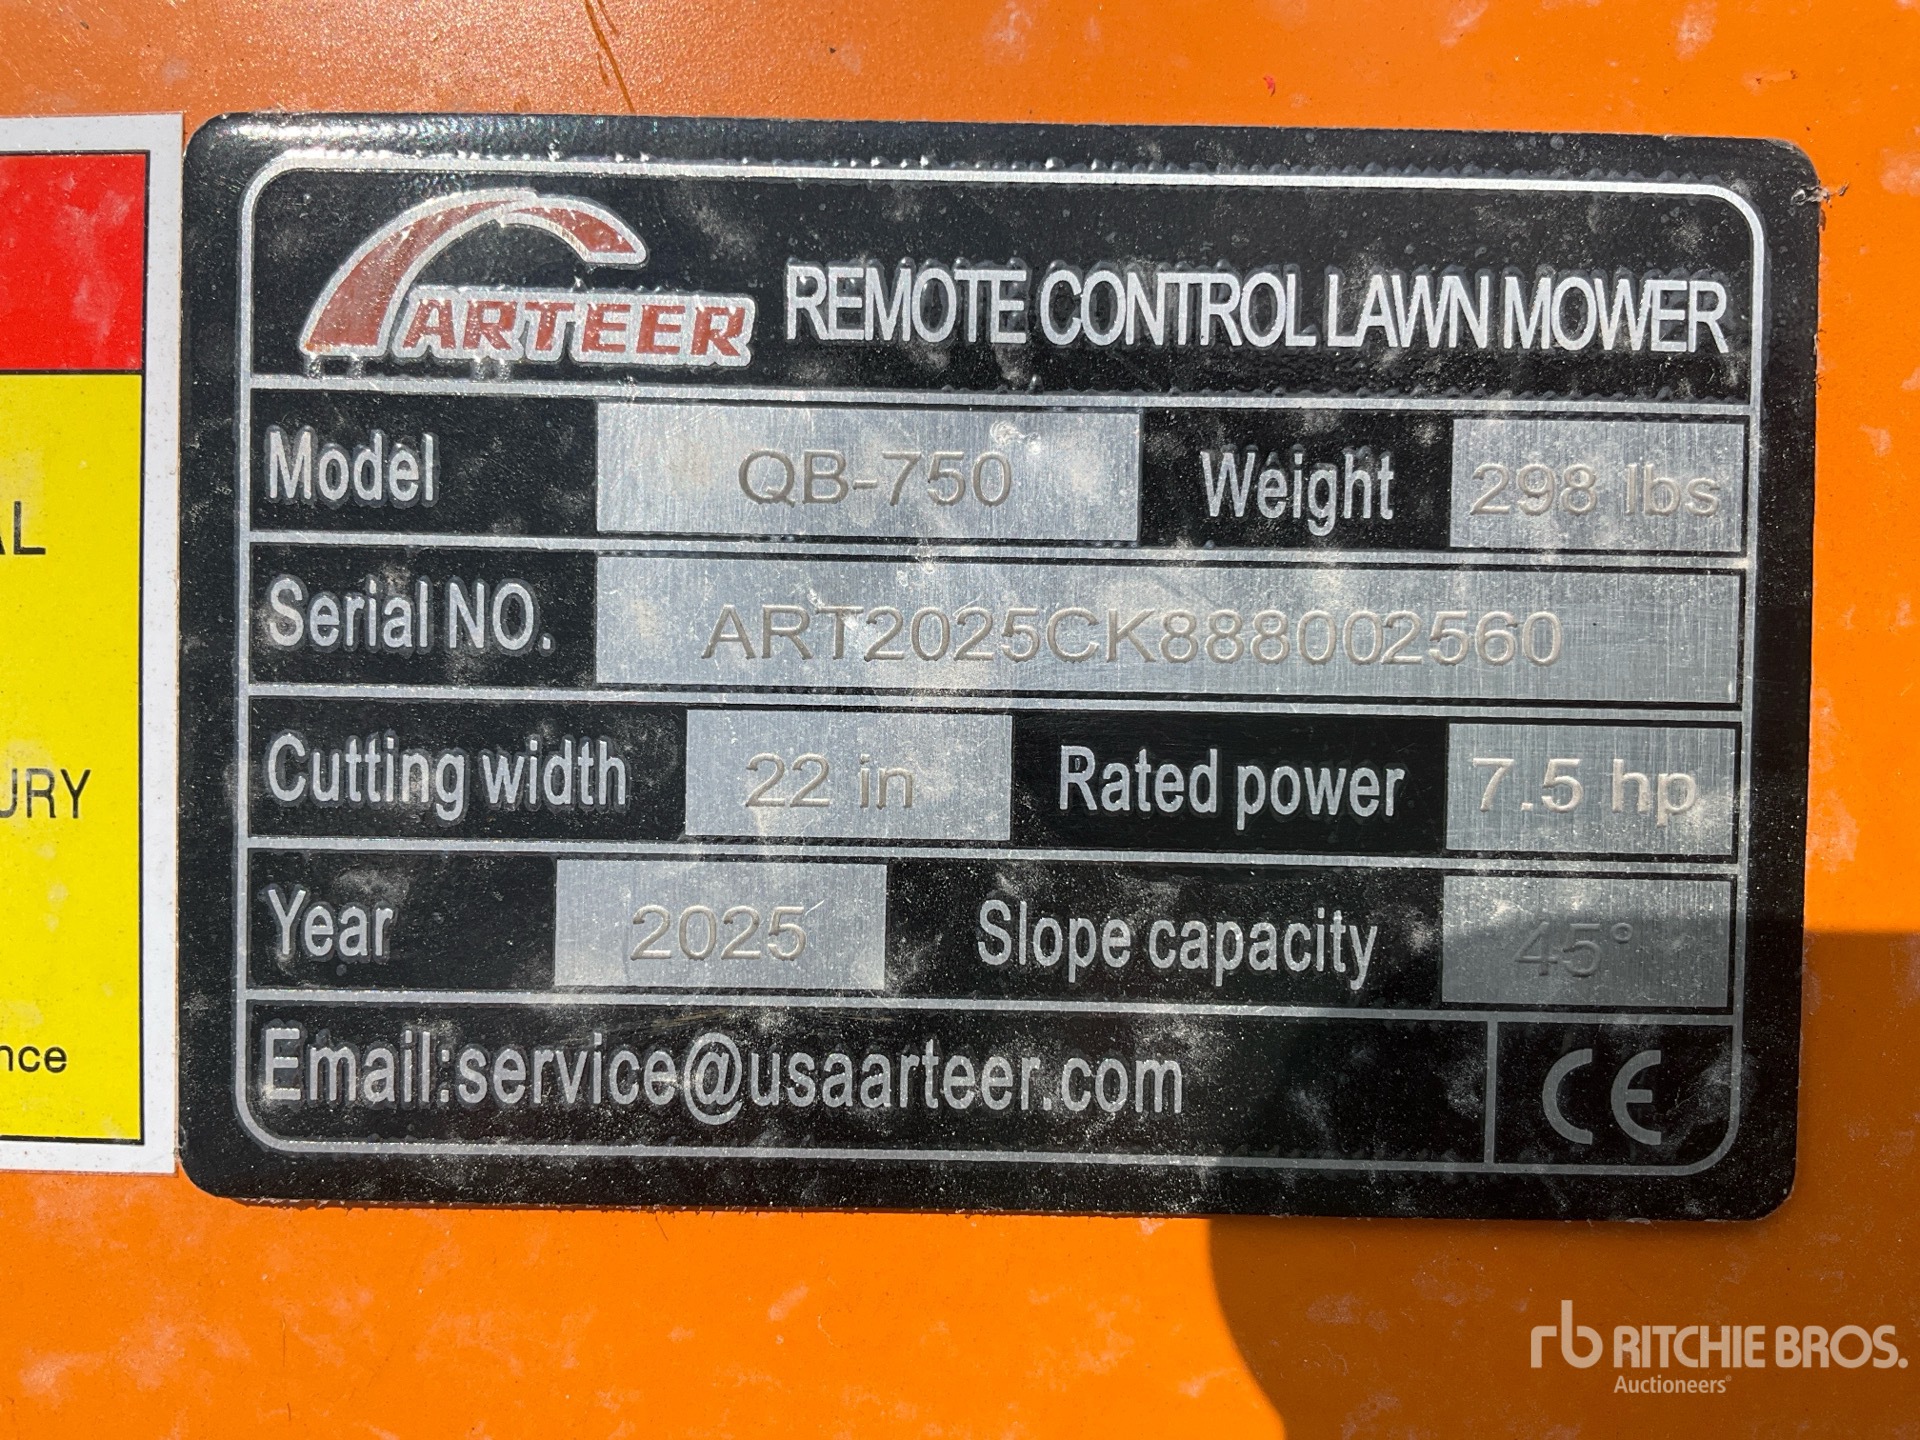 ARTEER REMOTE CONTROL LAWN MOWER
Model QB-750 Weight 298 lbs
Serial NO. ART2025CK888002560
Cutting width 22 in Rated power 7.5 hp
Year 2025 Slope capacity 45°
Email:service@usaarteer.com CE
AL
URY
nce
rb RITCHIE BROS.
Auctioneers